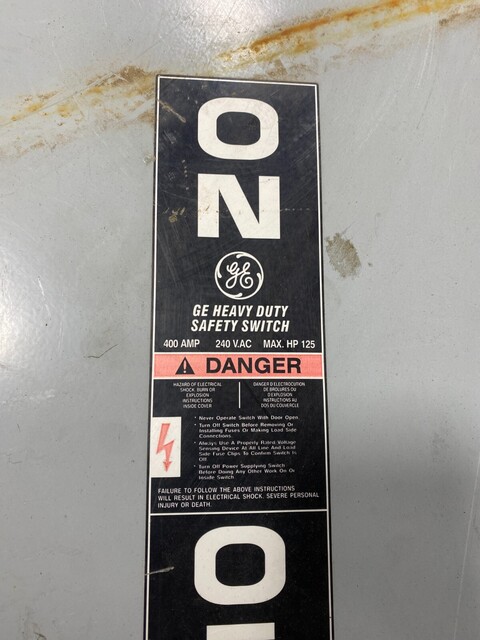 ON
GE
GE HEAVY DUTY
SAFETY SWITCH
400 AMP 240 V.AC MAX. HP 125
DANGER
HAZARD OF ELECTRICAL
SHOCK, BURN OR
EXPLOSION
INSTRUCTIONS
INSIDE COVER
DANGER D'ELECTROCUTION
DE BROLURES OU
D'EXPLOSION
INSTRUCTIONS AU
DOS DU COUVERCLE
* Never Operate Switch With Door Open.
* Turn Off Switch Before Removing Or
Installing Fuses Or Making Load Side
Connections.
* Always Use A Properly Rated Voltage
Sensing Device At All Line And Load
Side Fuse Clips To Confirm Switch Is
Off.
* Turn Off Power Supplying Switch
Before Doing Any Other Work On Or
Inside Switch.
FAILURE TO FOLLOW THE ABOVE INSTRUCTIONS
WILL RESULT IN ELECTRICAL SHOCK, SEVERE PERSONAL
INJURY OR DEATH.
O